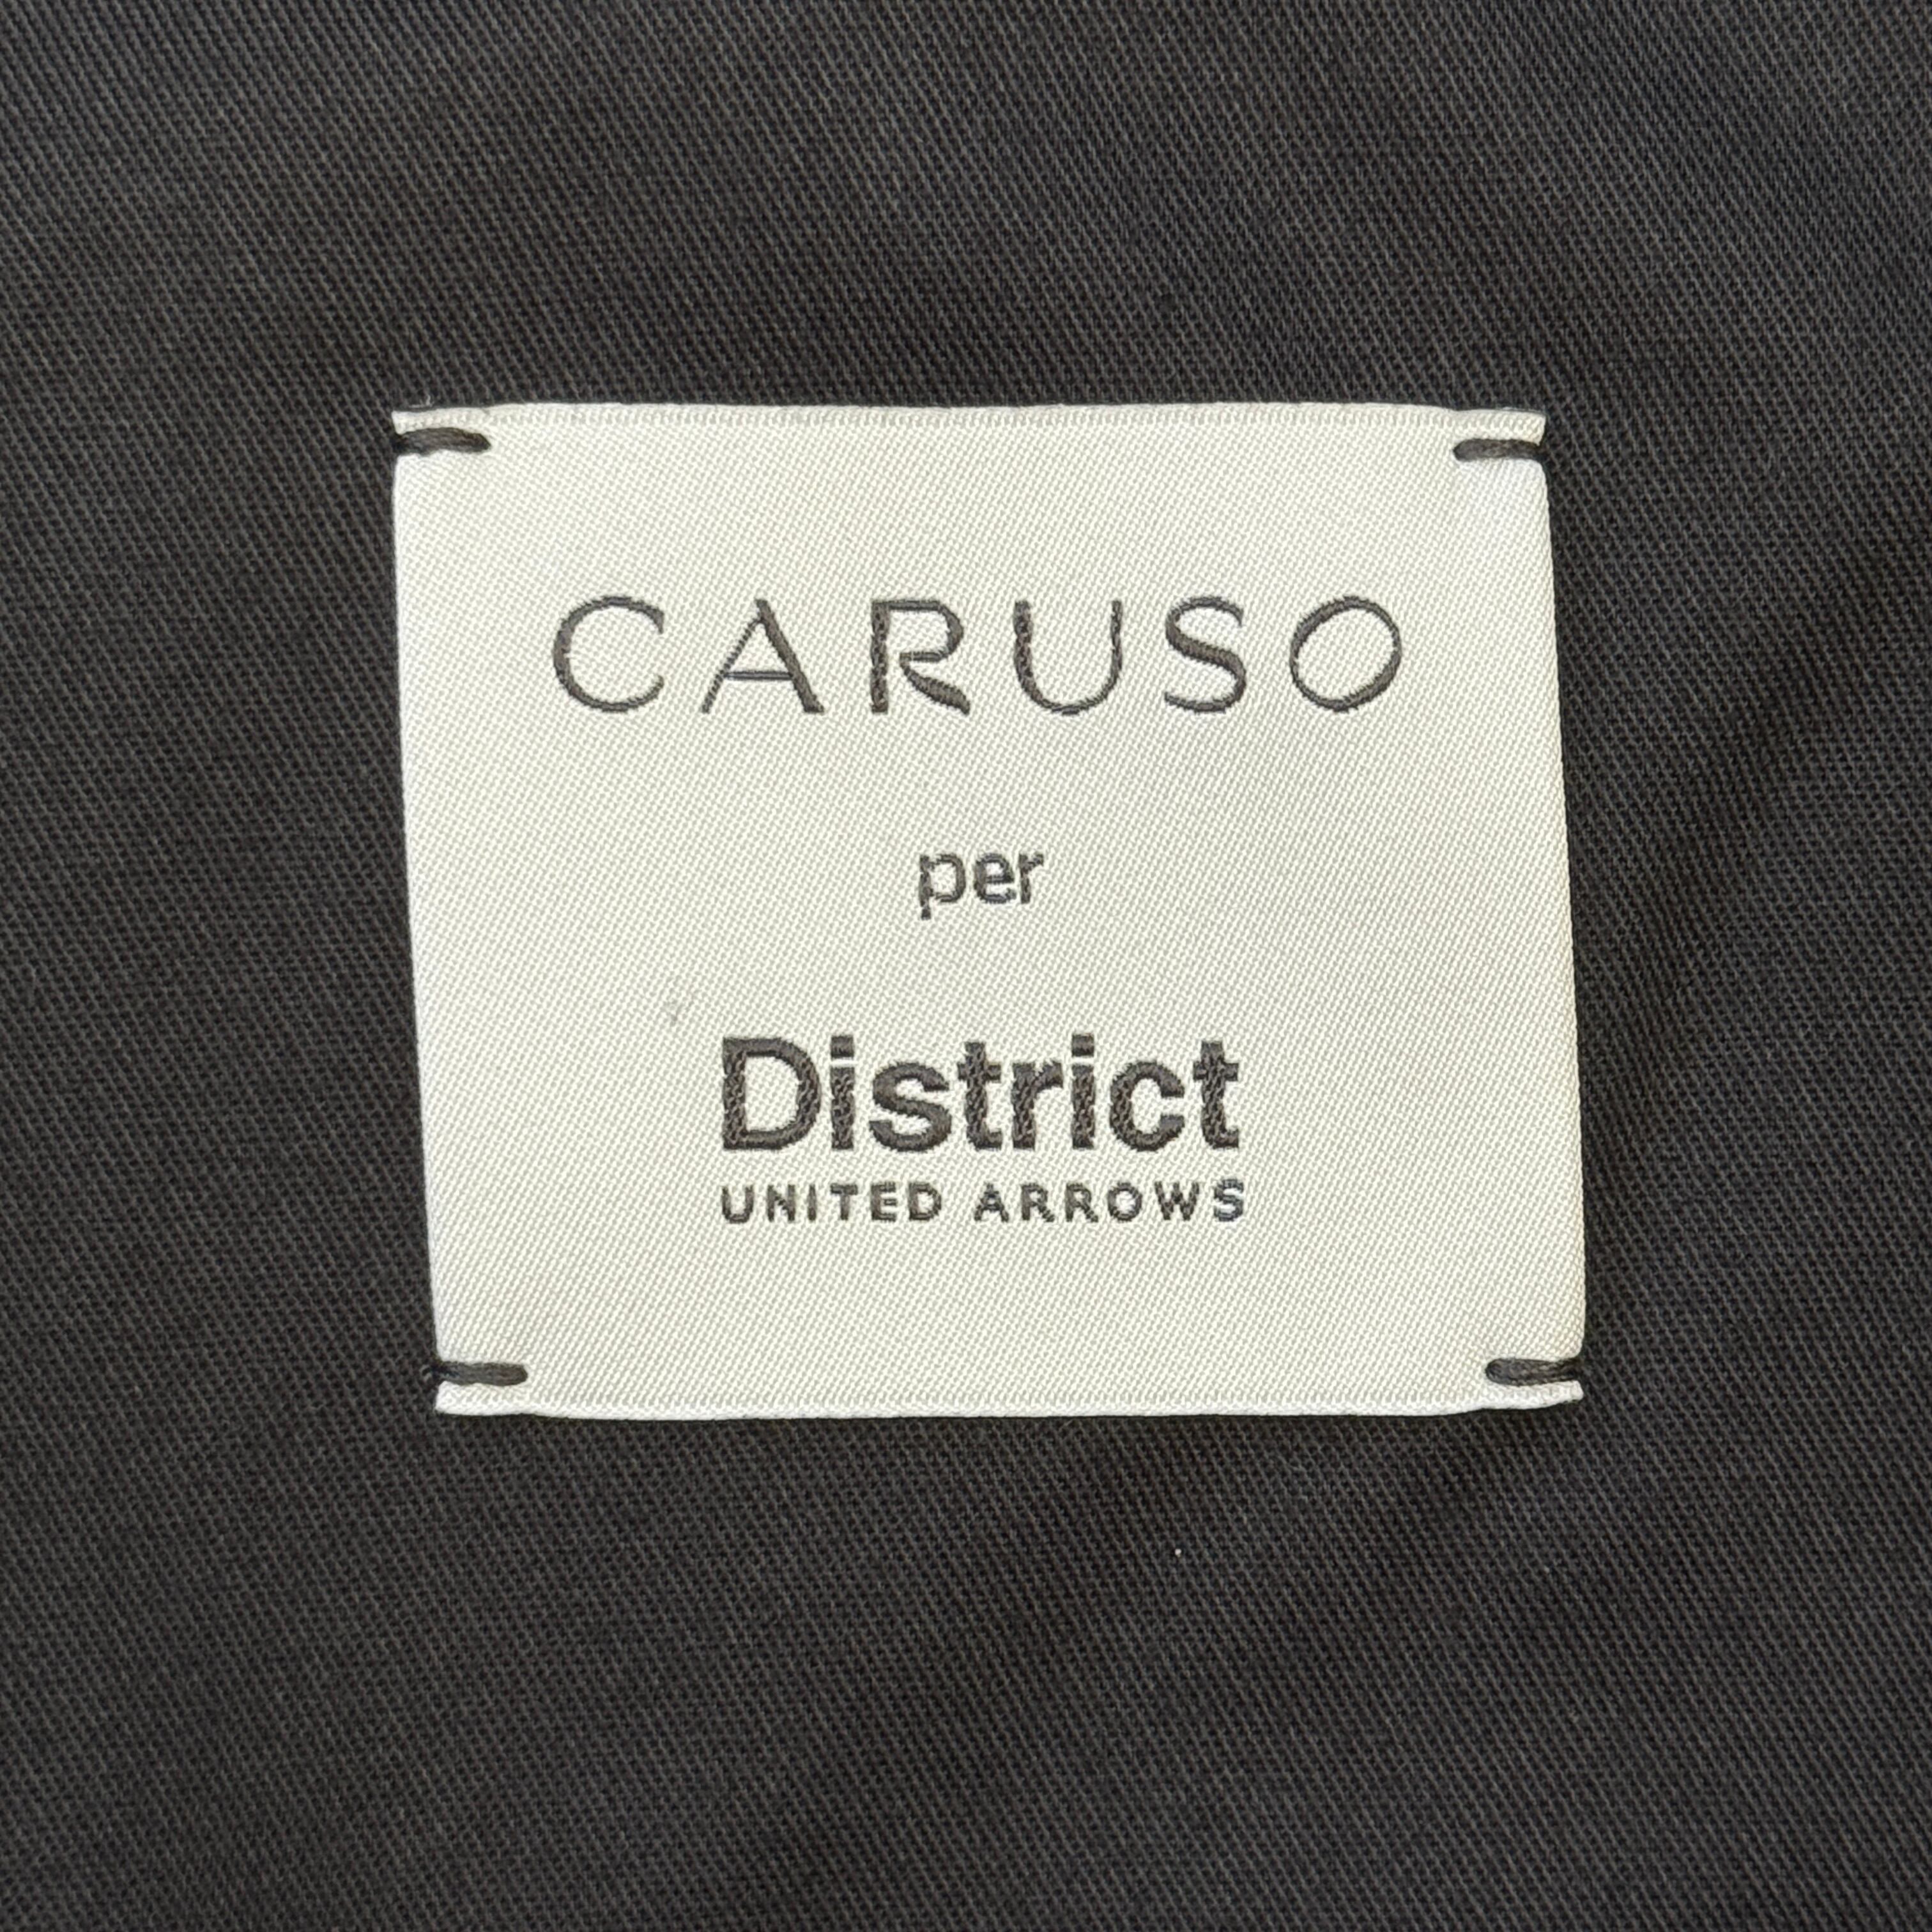 CARUSO
per
District
UNITED ARROWS